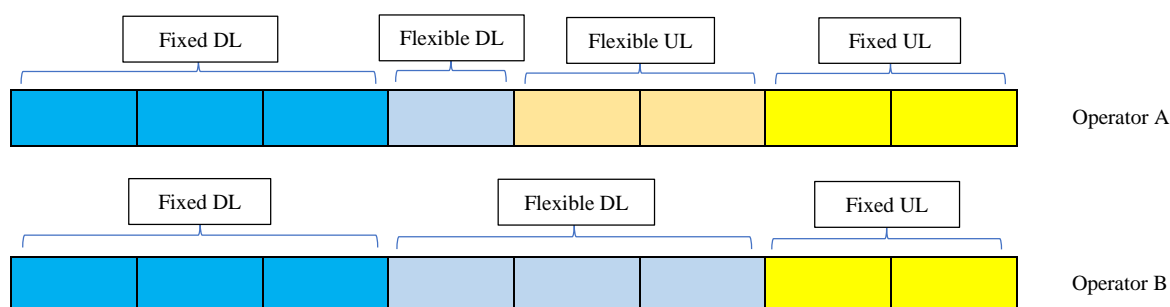 Fixed DL
Flexible DL
Flexible UL
Fixed UL
Operator A
Fixed DL
Flexible DL
Fixed UL
Operator B